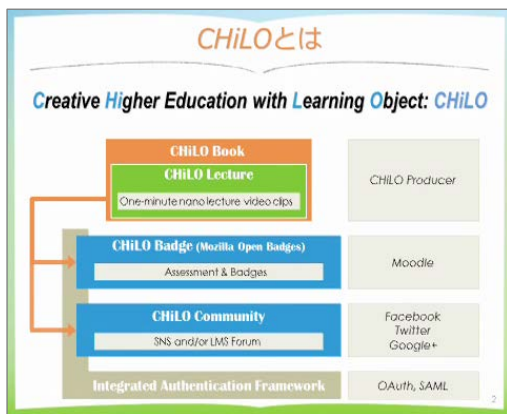 CHiLOとは
Creative Higher Education with Learning Object: CHiLO
CHiLO Book
CHiLO Lecture
One-minute nano lecture video clips
CHiLO Producer
CHiLO Badge (Mozilla Open Badges)
Assessment & Badges
Moodle
CHiLO Community
SNS and/or LMS Forum
Facebook
Twitter
Google+
Integrated Authentication Framework
OAuth, SAML
2